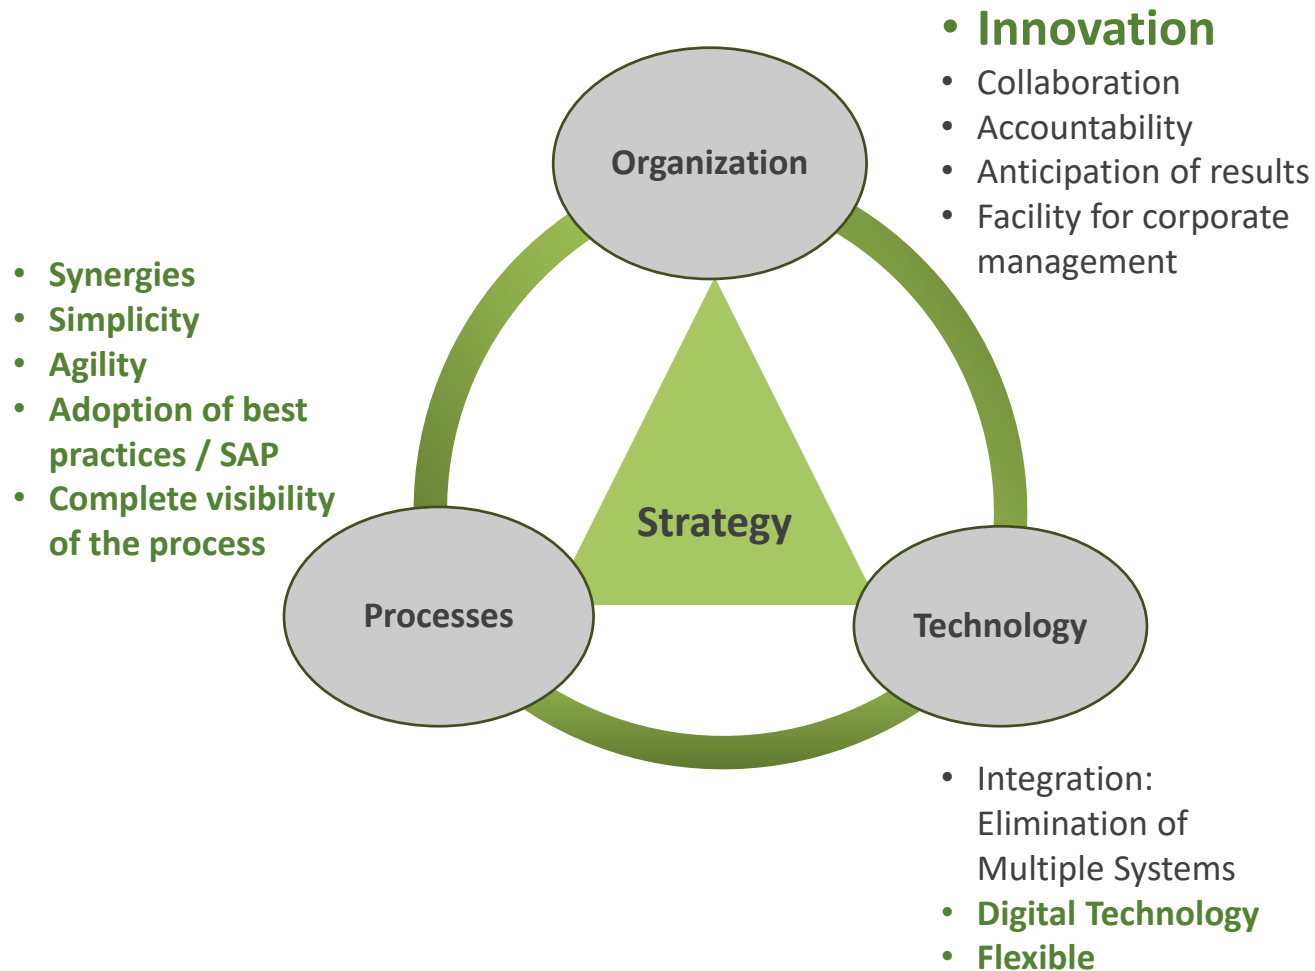 • Innovation
• Collaboration
• Accountability
• Anticipation of results
• Facility for corporate
management
Organization
• Synergies
• Simplicity
• Agility
• Adoption of best
practices / SAP
• Complete visibility
of the process
Strategy
Processes
Technology
• Integration:
Elimination of
Multiple Systems
• Digital Technology
• Flexible